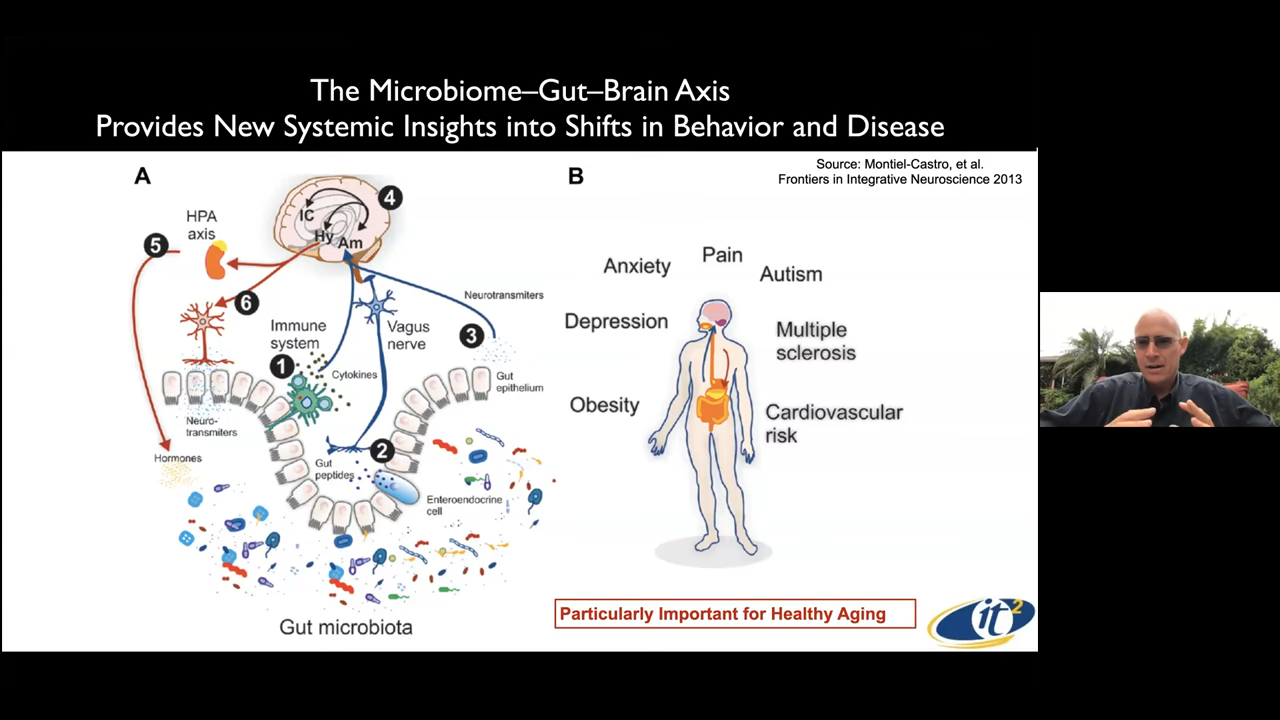 The Microbiome–Gut–Brain Axis
Provides New Systemic Insights into Shifts in Behavior and Disease
A
HPA
axis
5
4
IC
Hy
Am
6
Immune
system
1
Cytokines
Vagus
nerve
Neurotransmiters
3
Gut
epithelium
Neuro-
transmiters
Hormones
2
Gut
peptides
Enteroendocrine
cell
Gut microbiota
B
Source: Montiel-Castro, et al.
Frontiers in Integrative Neuroscience 2013
Anxiety
Pain
Autism
Depression
Multiple
sclerosis
Obesity
Cardiovascular
risk
Particularly Important for Healthy Aging
it2